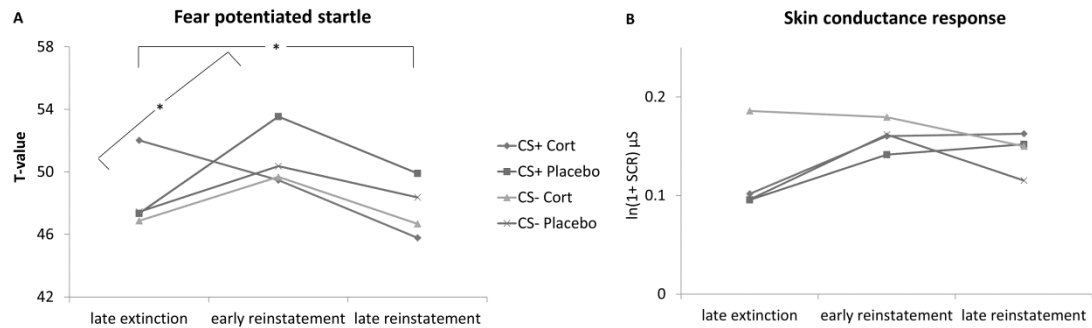 A
Fear potentiated startle
58
54
50
46
42
T-value
*
*
late extinction
early reinstatement
late reinstatement
CS+ Cort
CS+ Placebo
CS- Cort
CS- Placebo
B
Skin conductance response
0.2
0.1
0
ln(1+ SCR) µS
late extinction
early reinstatement
late reinstatement